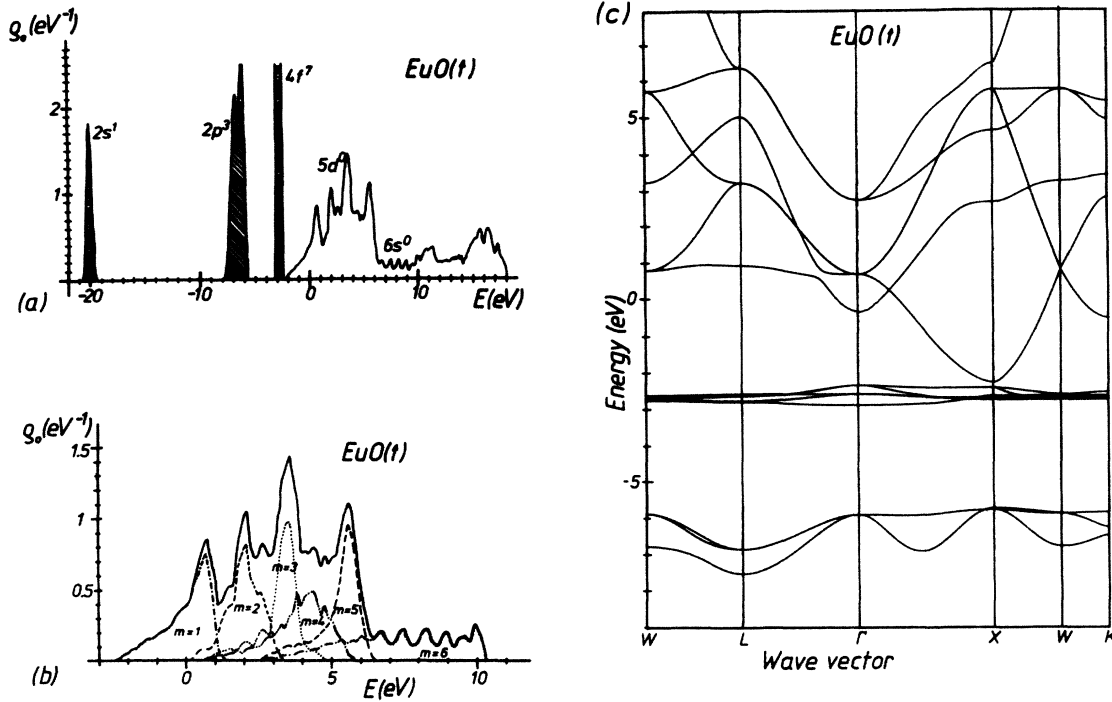 ϱₒ(eV⁻¹)
EuO(t)
2
1
2s¹
2p³
4f⁷
5d⁰
6s⁰
-20
-10
0
10
E(eV)
(a)
ϱₒ(eV⁻¹)
EuO(t)
1.5
1
0.5
m=1
m=2
m=3
m=4
m=5
m=6
0
5
10
E(eV)
(b)
(c)
EuO(t)
5
0
-5
Energy (eV)
W
L
Γ
X
W
K
Wave vector